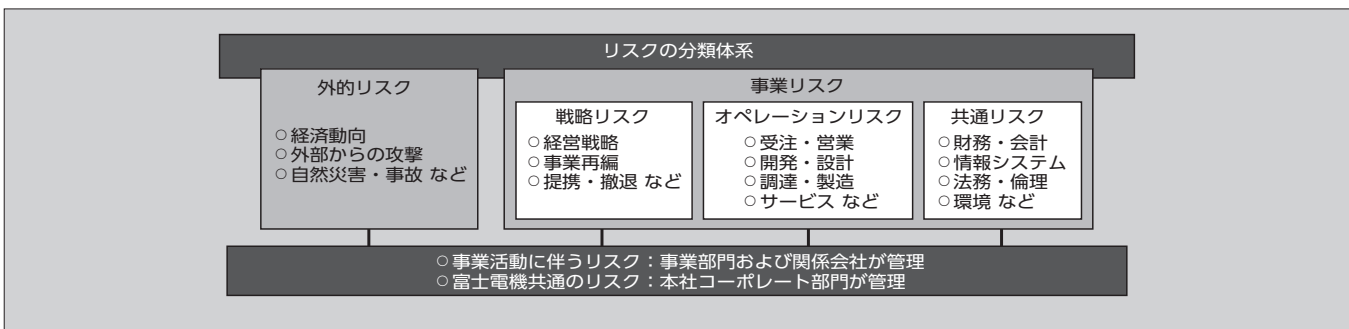 リスクの分類体系
外的リスク
○経済動向
○外部からの攻撃
○自然災害・事故 など
事業リスク
戦略リスク
○経営戦略
○事業再編
○提携・撤退 など
オペレーションリスク
○受注・営業
○開発・設計
○調達・製造
○サービス など
共通リスク
○財務・会計
○情報システム
○法務・倫理
○環境 など
○事業活動に伴うリスク：事業部門および関係会社が管理
○富士電機共通のリスク：本社コーポレート部門が管理